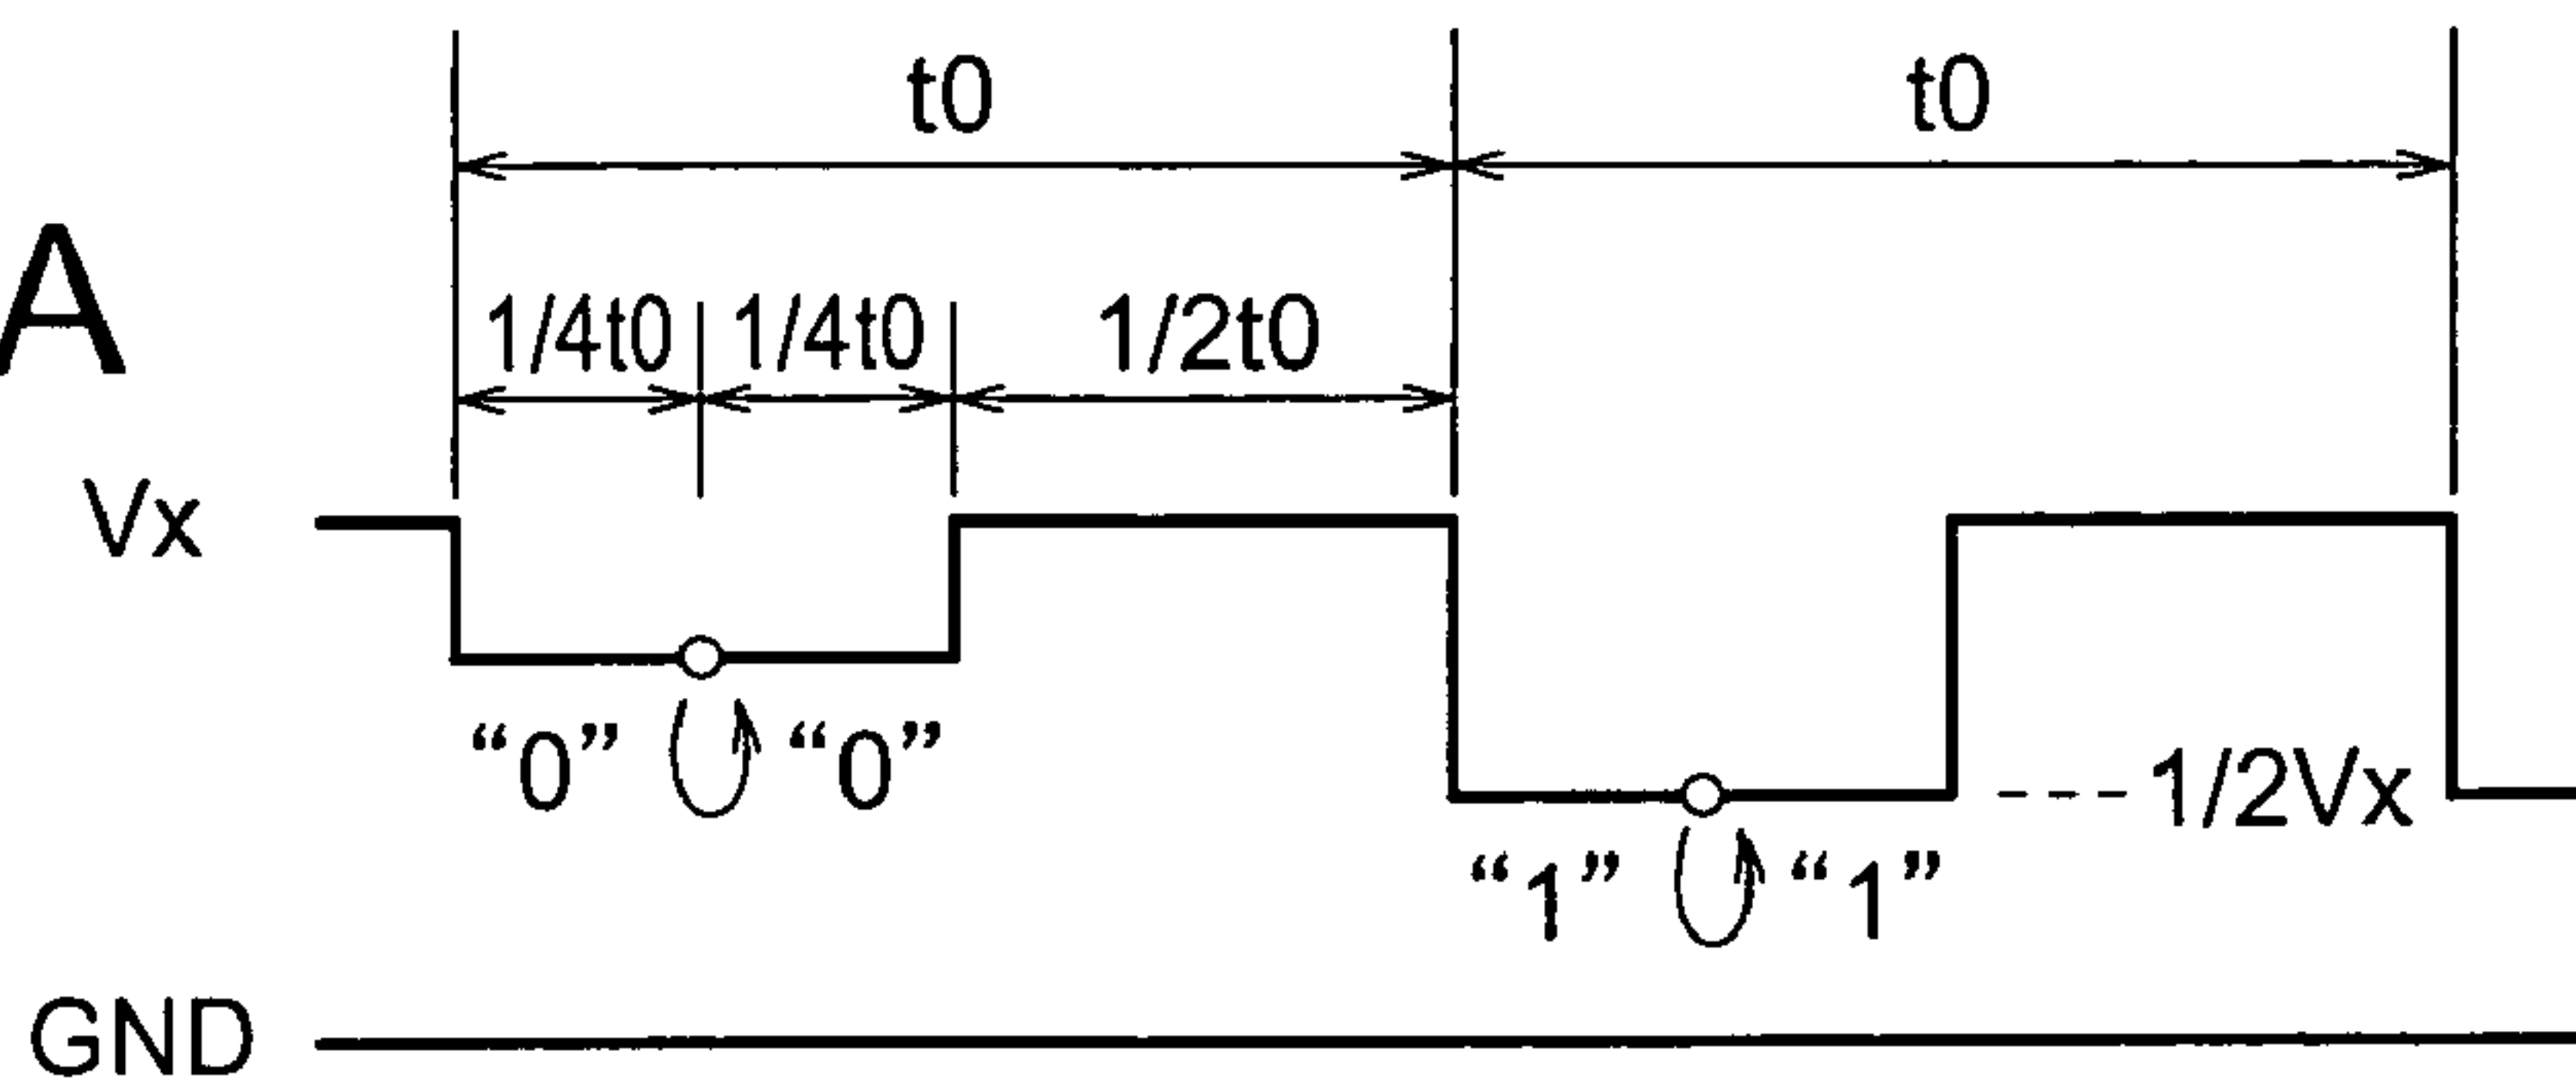 t0 t0
A
1/4t0 1/4t0 1/2t0
Vx
“0” “0”
1/2Vx
“1” “1”
GND